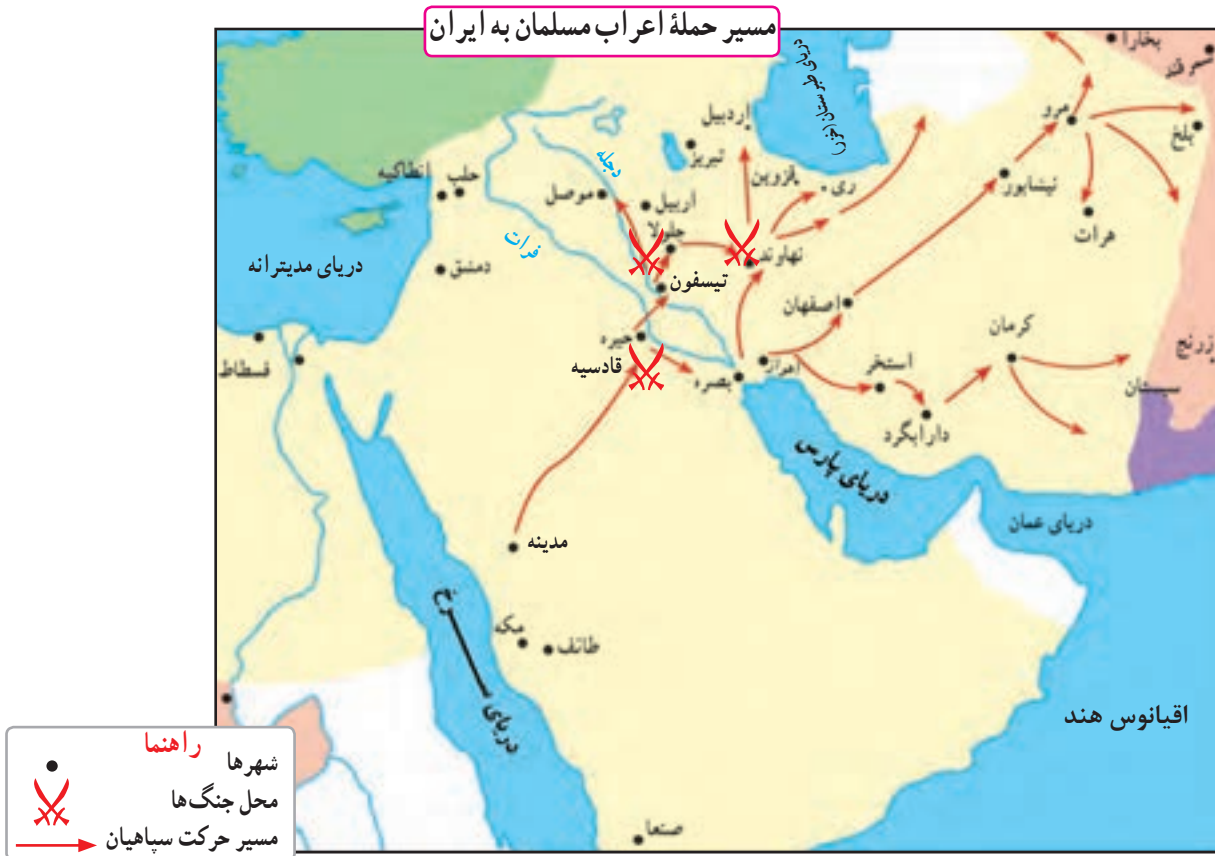 مسیر حملهٔ اعراب مسلمان به ایران
بخارا
سمرقند
دریای طبرستان (خزر)
اردبیل
تبریز
مرو
بلخ
دجله
قزوین
ری
نیشابور
انطاکیه
حلب
موصل
اربیل
جلولا
هرات
فرات
نهاوند
دریای مدیترانه
دمشق
تیسفون
اصفهان
کرمان
زرنج
حیره
فسطاط
قادسیه
بصره
اهواز
استخر
سیستان
دارابگرد
دریای پارس
دریای عمان
مدینه
دریای سرخ
مکه
طائف
اقیانوس هند
صنعا
راهنما
شهرها
محل جنگ‌ها
مسیر حرکت سپاهیان